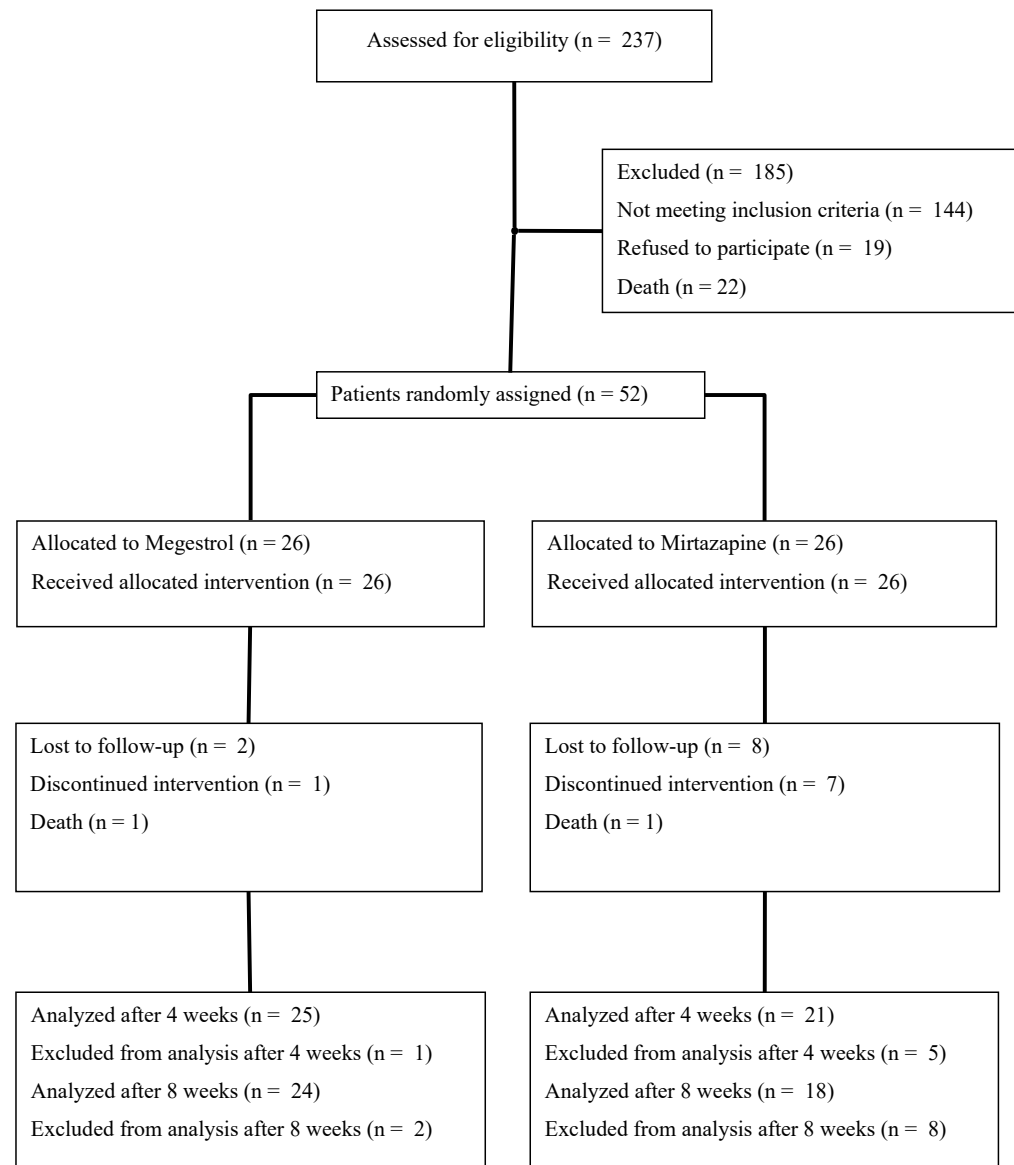 Assessed for eligibility (n = 237)
Excluded (n = 185)
Not meeting inclusion criteria (n = 144)
Refused to participate (n = 19)
Death (n = 22)
Patients randomly assigned (n = 52)
Allocated to Megestrol (n = 26)
Received allocated intervention (n = 26)
Allocated to Mirtazapine (n = 26)
Received allocated intervention (n = 26)
Lost to follow-up (n = 2)
Discontinued intervention (n = 1)
Death (n = 1)
Lost to follow-up (n = 8)
Discontinued intervention (n = 7)
Death (n = 1)
Analyzed after 4 weeks (n = 25)
Excluded from analysis after 4 weeks (n = 1)
Analyzed after 8 weeks (n = 24)
Excluded from analysis after 8 weeks (n = 2)
Analyzed after 4 weeks (n = 21)
Excluded from analysis after 4 weeks (n = 5)
Analyzed after 8 weeks (n = 18)
Excluded from analysis after 8 weeks (n = 8)